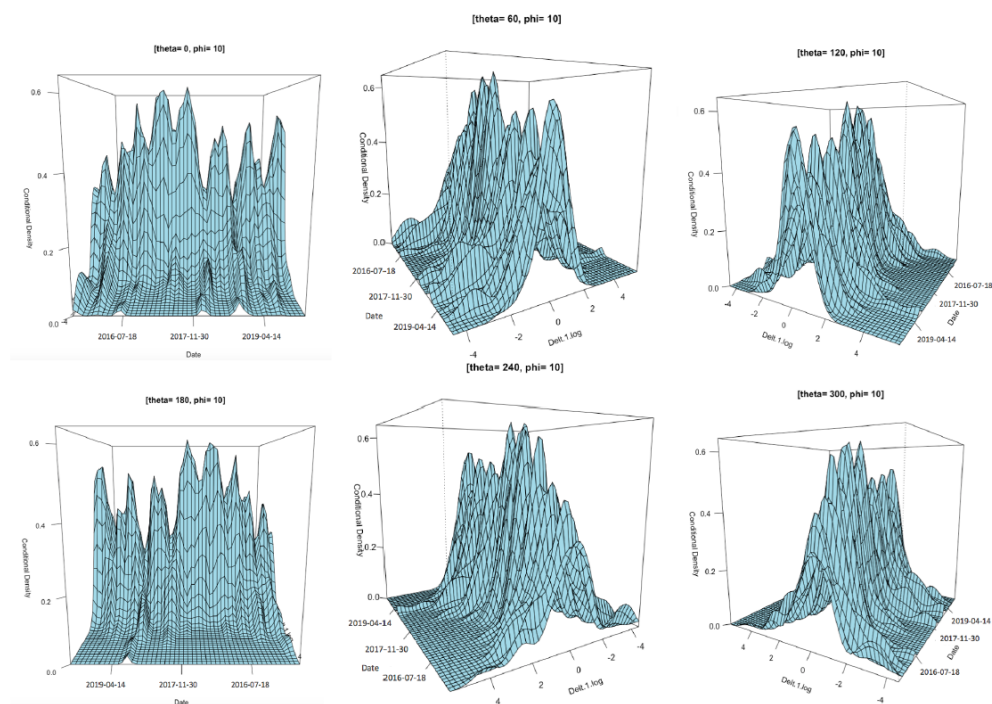 [theta= 0, phi= 10]
0.6
0.4
0.2
0.0
-4
Conditional Density
2016-07-18
2017-11-30
2019-04-14
Date
[theta= 60, phi= 10]
0.6
0.4
0.2
0.0
Conditional Density
2016-07-18
2017-11-30
2019-04-14
Date
-4
-2
0
2
4
Delt.1.log
[theta= 120, phi= 10]
0.6
0.4
0.2
0.0
Conditional Density
-4
-2
0
2
4
Delt.1.log
2016-07-18
2017-11-30
2019-04-14
Date
[theta= 180, phi= 10]
0.6
0.4
0.2
0.0
Conditional Density
4
2019-04-14
2017-11-30
2016-07-18
Date
[theta= 240, phi= 10]
0.6
0.4
0.2
0.0
Conditional Density
2019-04-14
2017-11-30
2016-07-18
Date
4
2
0
-2
-4
Delt.1.log
[theta= 300, phi= 10]
0.6
0.4
0.2
0.0
Conditional Density
4
2
0
-2
-4
Delt.1.log
2019-04-14
2017-11-30
2016-07-18
Date